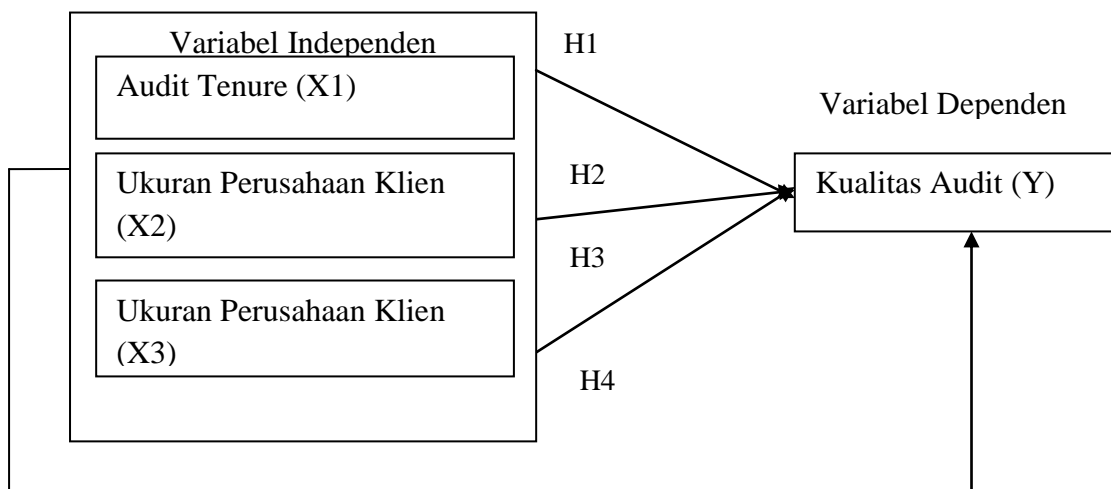 Variabel Independen
Audit Tenure (X1)
Ukuran Perusahaan Klien
(X2)
Ukuran Perusahaan Klien
(X3)
H1
H2
H3
H4
Variabel Dependen
Kualitas Audit (Y)